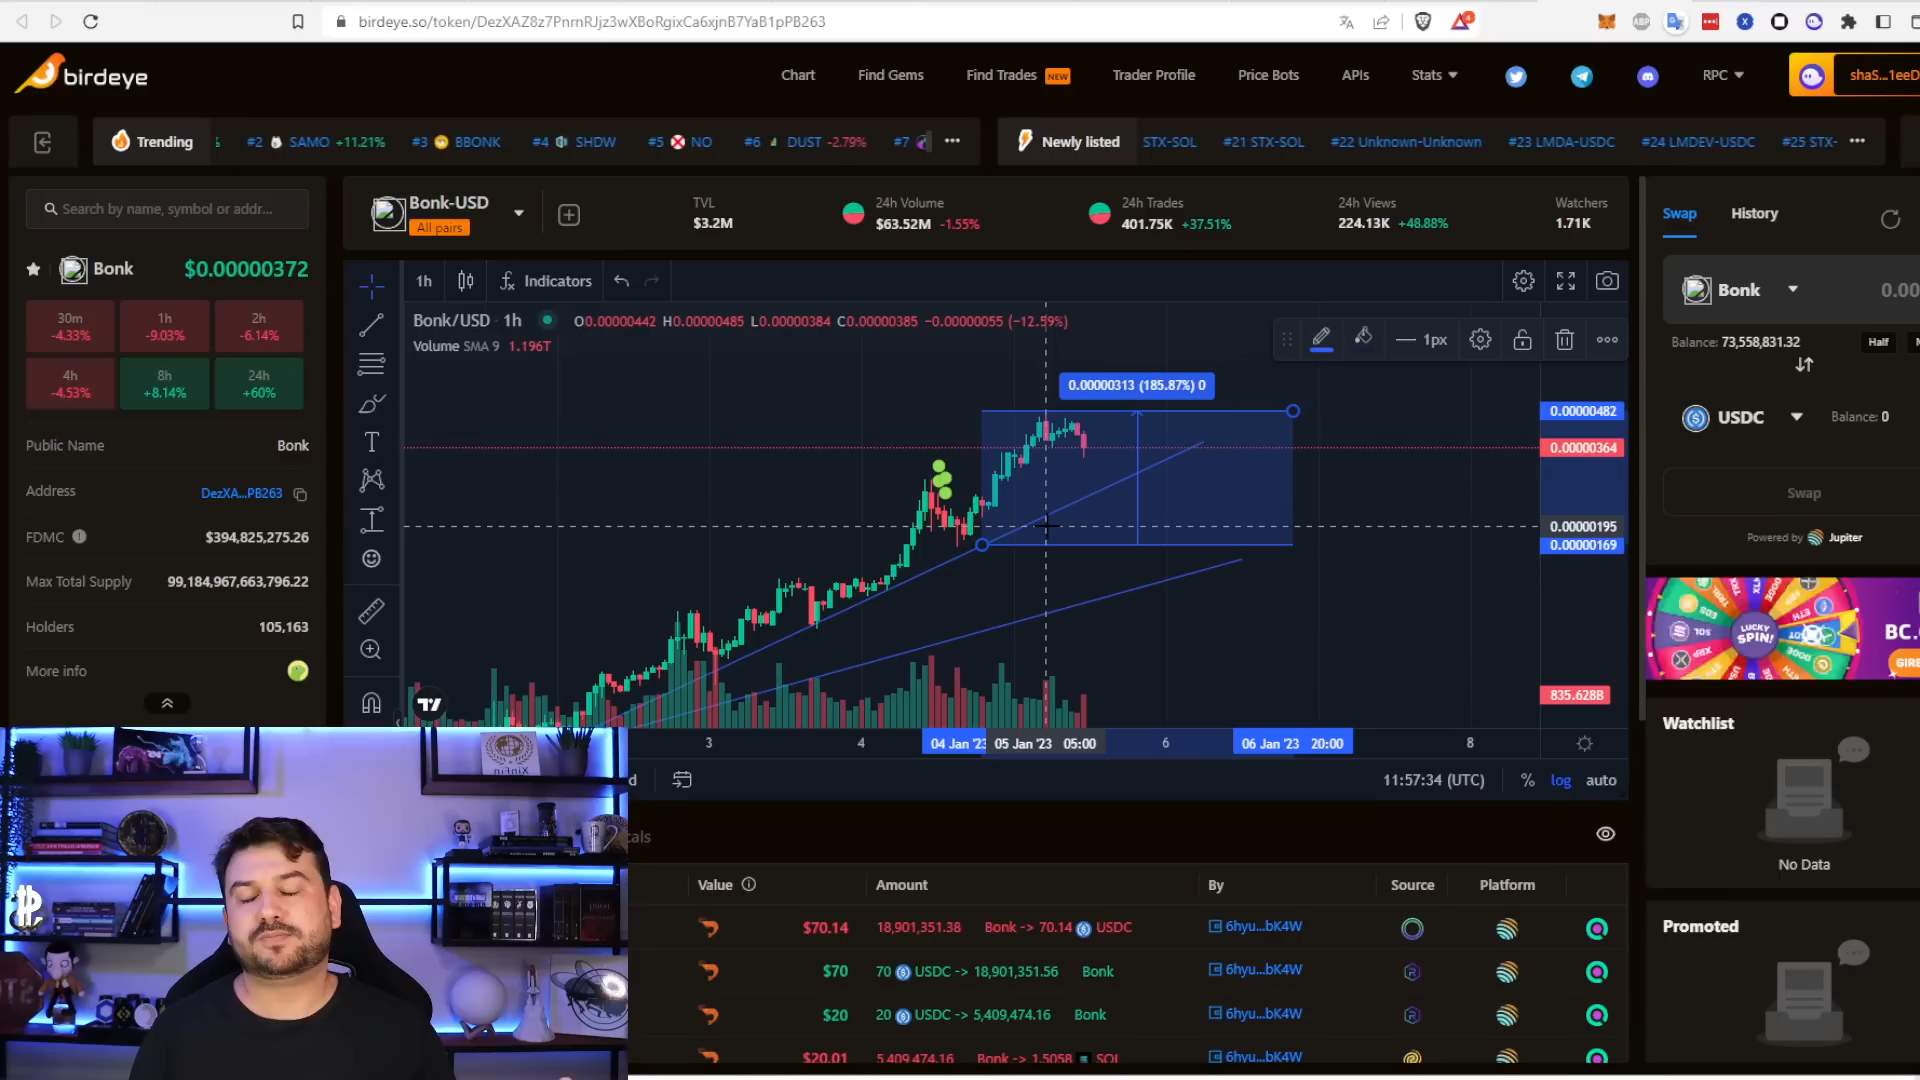 birdeye.so/token/DezXAZ8z7PnrnRJjz3wXBoRgixCa6xjnB7YaB1pPB263
birdeye
Chart Find Gems Find Trades NEW Trader Profile Price Bots APIs Stats RPC shaS...1eeD
Trending #2 SAMO +11.21% #3 BBONK #4 SHDW #5 NO #6 DUST -2.79% #7 ...
Newly listed STX-SOL #21 STX-SOL #22 Unknown-Unknown #23 LMDA-USDC #24 LMDEV-USDC #25 STX- ...
Search by name, symbol or addr...
Bonk $0.00000372
30m 1h 2h
-4.33% -9.03% -6.14%
4h 8h 24h
-4.53% +8.14% +60%
Public Name Bonk
Address DezXA...PB263
FDMC $394,825,275.26
Max Total Supply 99,184,967,663,796.22
Holders 105,163
More info
Bonk-USD
All pairs
TVL 24h Volume 24h Trades 24h Views Watchers
$3.2M $63.52M -1.55% 401.75K +37.51% 224.13K +48.88% 1.71K
1h Indicators
Bonk/USD · 1h O0.00000442 H0.00000485 L0.00000384 C0.00000385 −0.00000055 (−12.59%)
Volume SMA 9 1.196T
1px
0.00000313 (185.87%) 0
0.00000482
0.00000364
0.00000195
0.00000169
835.628B
3 4 04 Jan '23 05 Jan '23 05:00 6 06 Jan '23 20:00 8
11:57:34 (UTC) % log auto
Value Amount By Source Platform
$70.14 18,901,351.38 Bonk -> 70.14 USDC 6hyu...bK4W
$70 70 USDC -> 18,901,351.56 Bonk 6hyu...bK4W
$20 20 USDC -> 5,409,474.16 Bonk 6hyu...bK4W
$20.01 5,409,474.16 Bonk -> 1.5058 SOL 6hyu...bK4W
Swap History
Bonk 0.00
Balance: 73,558,831.32 Half
USDC Balance: 0
Swap
Powered by Jupiter
LUCKY SPIN!
BC.
GIRE
Watchlist
No Data
Promoted
XinFin